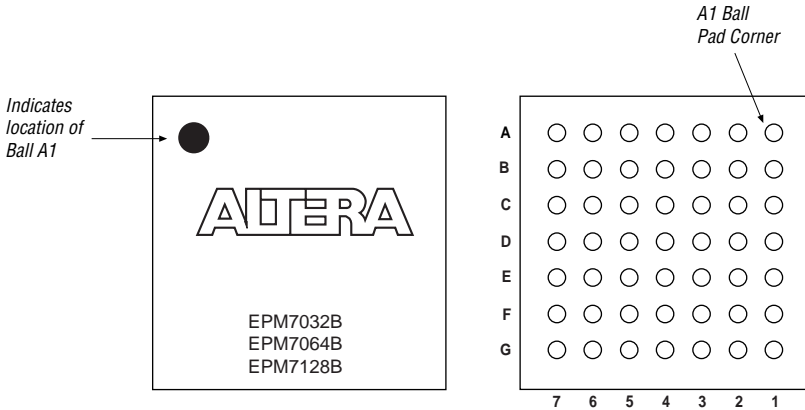 A1 Ball
Pad Corner
Indicates
location of
Ball A1
ALTERA
EPM7032B
EPM7064B
EPM7128B
A
B
C
D
E
F
G
7 6 5 4 3 2 1